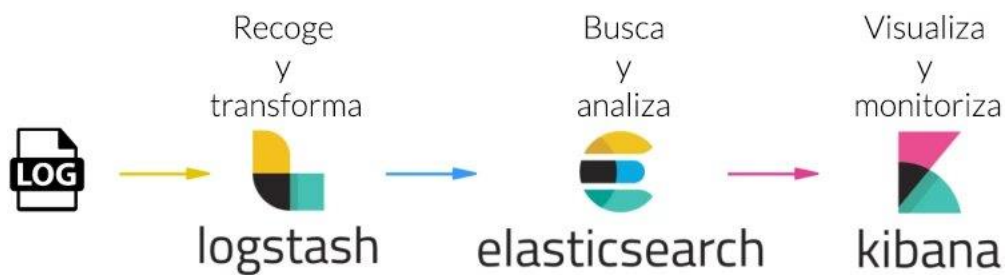 Recoge
y
transforma
Busca
y
analiza
Visualiza
y
monitoriza
LOG
logstash
elasticsearch
kibana